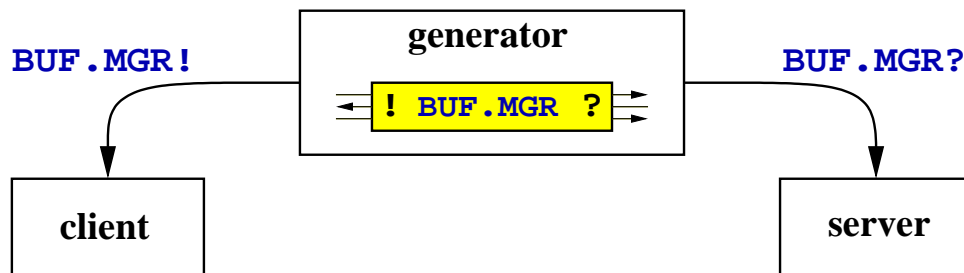 generator
BUF.MGR!
BUF.MGR?
! BUF.MGR ?
client
server